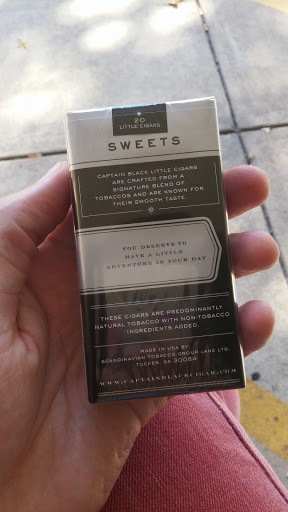 20
LITTLE CIGARS
SWEETS
CAPTAIN BLACK LITTLE CIGARS
ARE CRAFTED FROM A
SIGNATURE BLEND OF
TOBACCOS AND ARE KNOWN FOR
THEIR SMOOTH TASTE.
YOU DESERVE TO
HAVE A LITTLE
ADVENTURE IN YOUR DAY
THESE CIGARS ARE PREDOMINANTLY
NATURAL TOBACCO WITH NON-TOBACCO
INGREDIENTS ADDED.
MADE IN USA BY:
SCANDINAVIAN TOBACCO GROUP LANE LTD.
TUCKER, GA 30084
WWW.CAPTAINBLACKCIGAR.COM